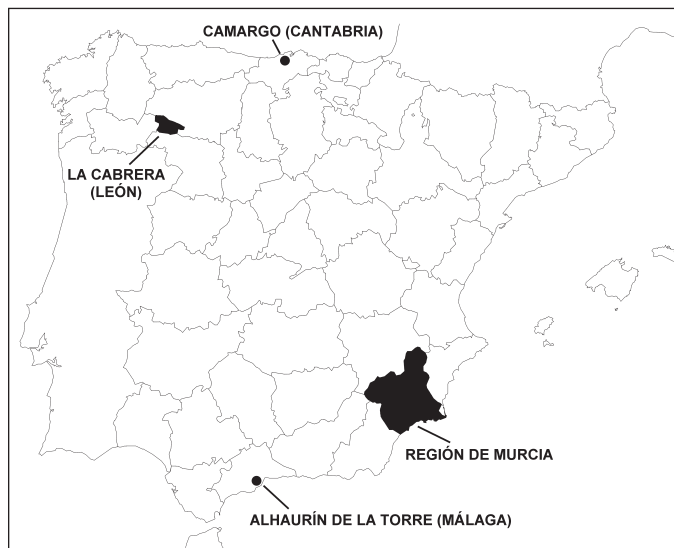 CAMARGO (CANTABRIA)
LA CABRERA
(LEÓN)
REGIÓN DE MURCIA
ALHAURÍN DE LA TORRE (MÁLAGA)